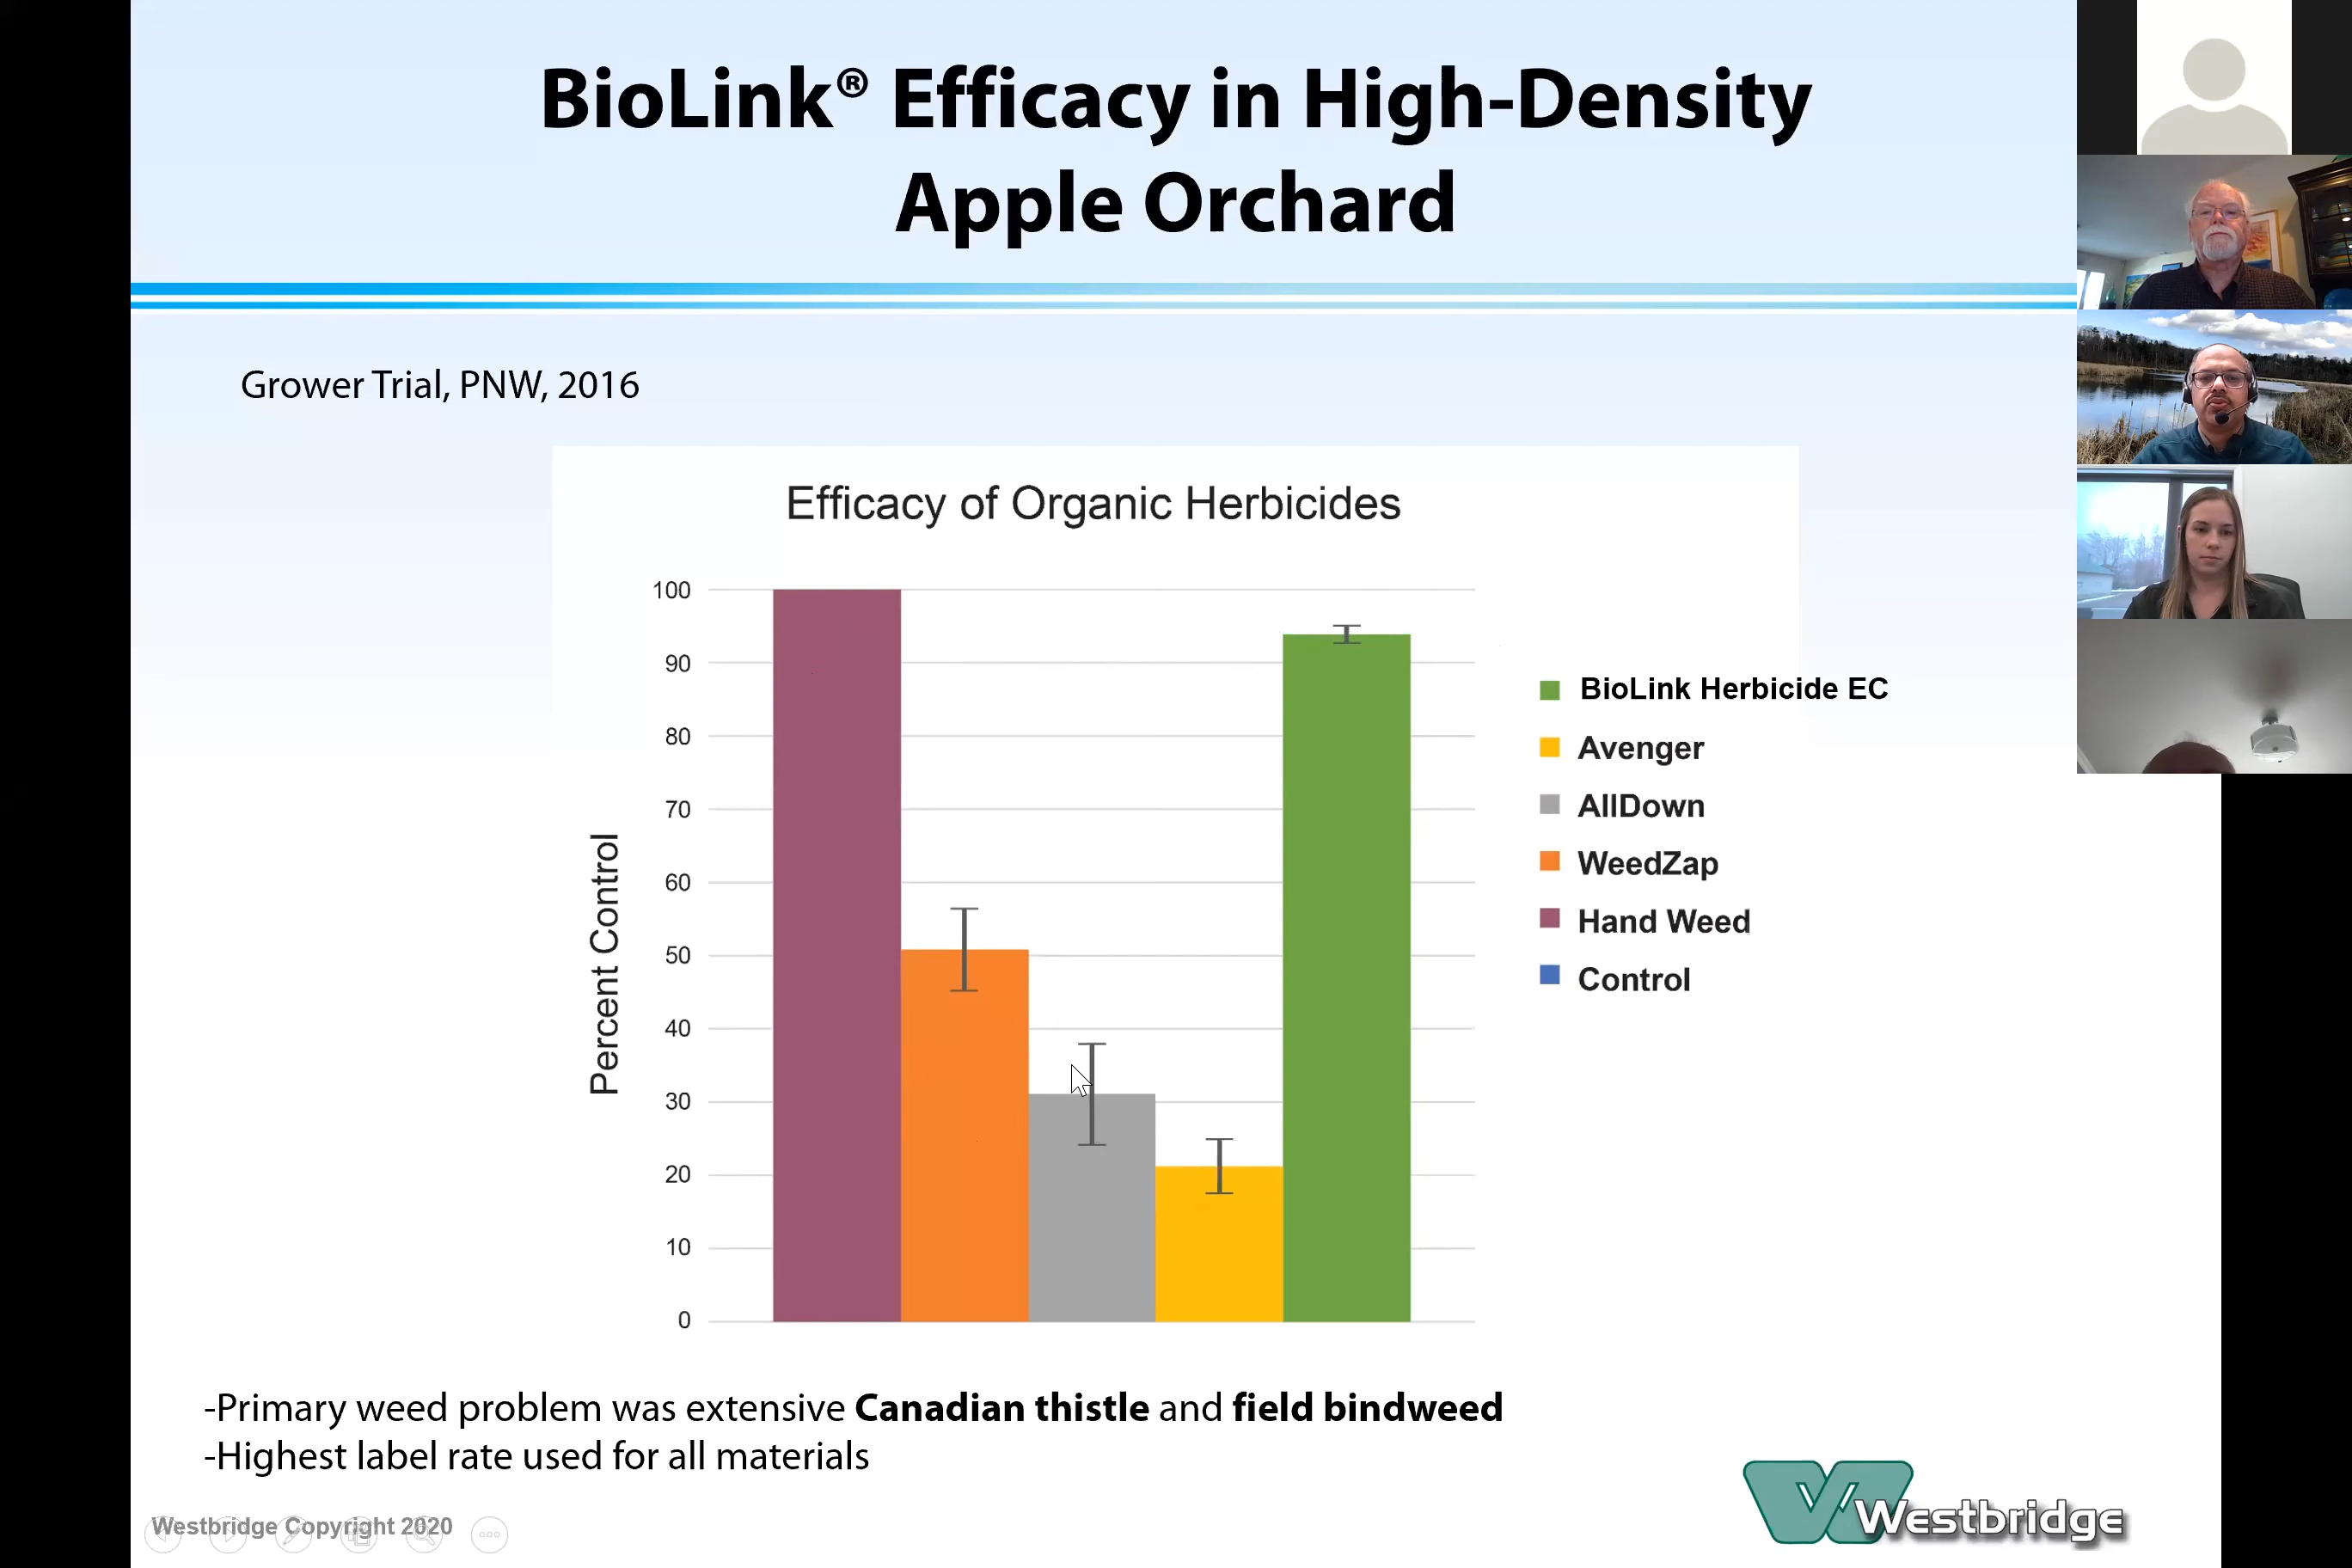 BioLink® Efficacy in High-Density
Apple Orchard
Grower Trial, PNW, 2016
Efficacy of Organic Herbicides
Percent Control
100
90
80
70
60
50
40
30
20
10
0
BioLink Herbicide EC
Avenger
AllDown
WeedZap
Hand Weed
Control
-Primary weed problem was extensive Canadian thistle and field bindweed
-Highest label rate used for all materials
Westbridge Copyright 2020
Westbridge